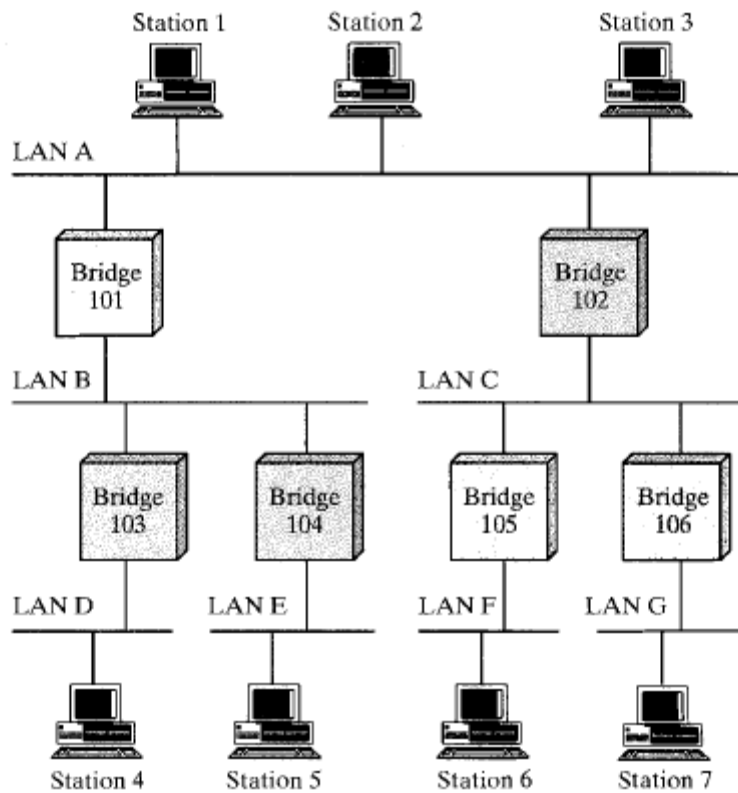 Station 1
Station 2
Station 3
LAN A
Bridge
101
Bridge
102
LAN B
LAN C
Bridge
103
Bridge
104
Bridge
105
Bridge
106
LAN D
LAN E
LAN F
LAN G
Station 4
Station 5
Station 6
Station 7